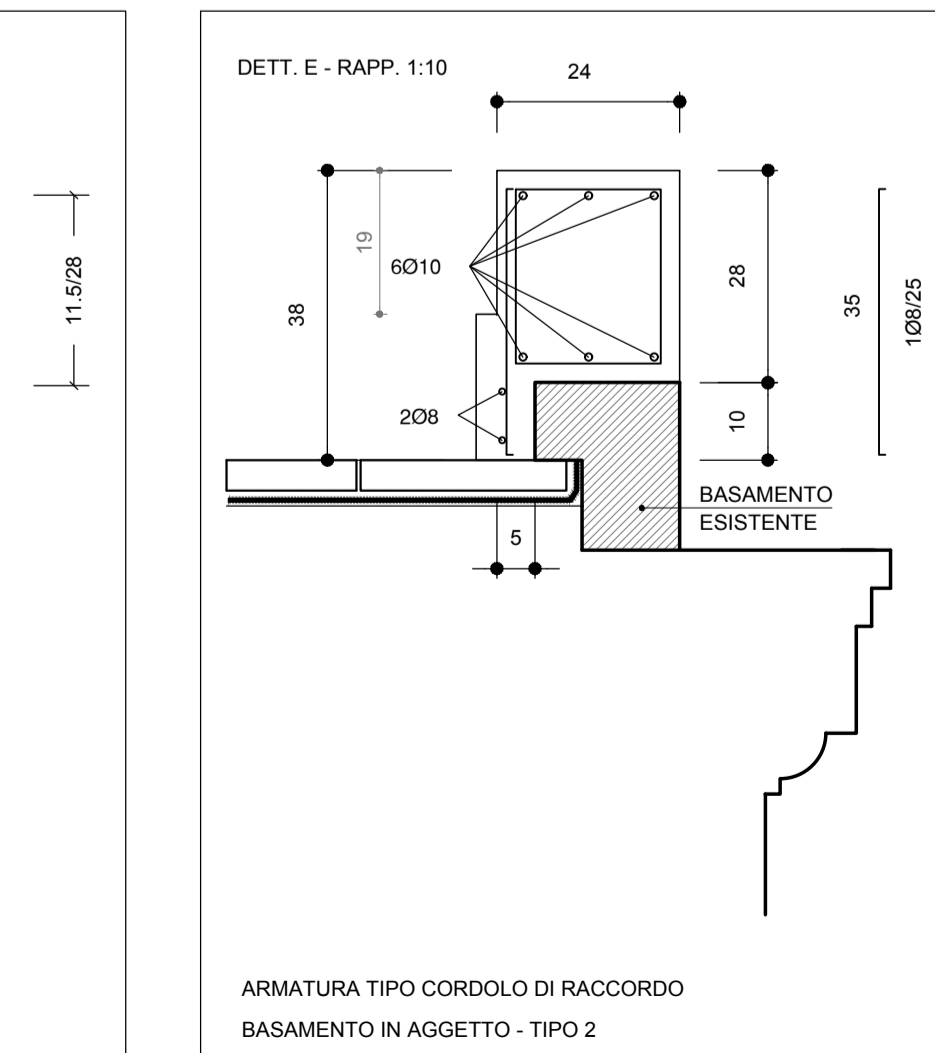 DETT. E - RAPP. 1:10
24
11.5/28
38
19
6Ø10
28
35
1Ø8/25
2Ø8
10
BASAMENTO
ESISTENTE
5
ARMATURA TIPO CORDOLO DI RACCORDO
BASAMENTO IN AGGETTO - TIPO 2